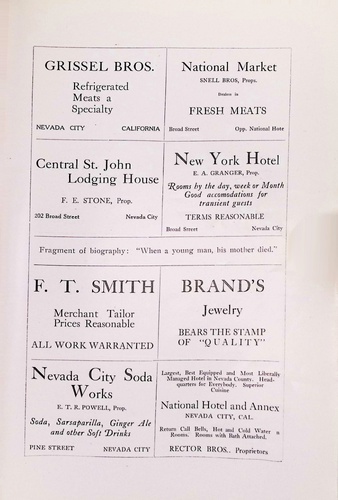 GRISSEL BROS.
Refrigerated
Meats a
Specialty
NEVADA CITY CALIFORNIA
National Market
SNELL BROS, Props.
Dealers in
FRESH MEATS
Broad Street Opp. National Hote
Central St. John
Lodging House
F. E. STONE, Prop.
202 Broad Street Nevada City
New York Hotel
E. A. GRANGER, Prop.
Rooms by the day, week or Month
Good accomodations for
transient guests
TERMS REASONABLE
Broad Street Nevada City
Fragment of biography: "When a young man, his mother died."
F. T. SMITH
Merchant Tailor
Prices Reasonable
ALL WORK WARRANTED
BRAND'S
Jewelry
BEARS THE STAMP
OF "QUALITY"
Nevada City Soda
Works
E. T. R. POWELL, Prop.
Soda, Sarsaparilla, Ginger Ale
and other Soft Drinks
PINE STREET NEVADA CITY
Largest, Best Equipped and Most Liberally
Managed Hotel in Nevada County. Head-
quarters for Everybody. Superior
Cuisine
National Hotel and Annex
NEVADA CITY, CAL.
Return Call Bells, Hot and Cold Water in
Rooms. Rooms with Bath Attached.
RECTOR BROS.. Proprietors